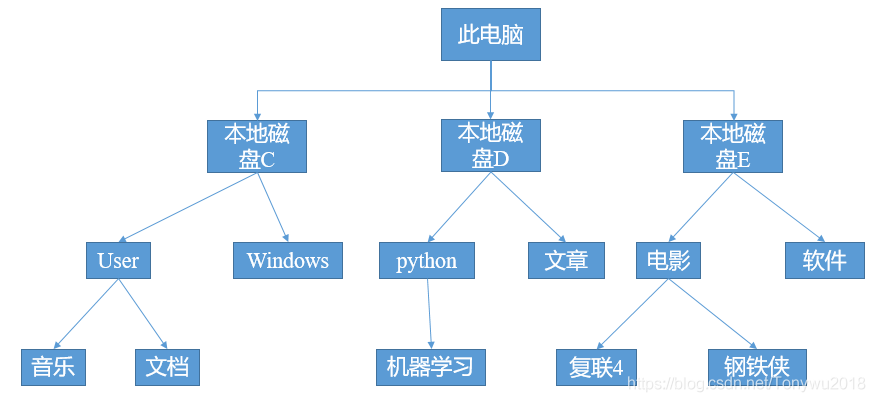 此电脑
本地磁
盘C
本地磁
盘D
本地磁
盘E
User
Windows
python
文章
电影
软件
音乐
文档
机器学习
复联4
钢铁侠
https://blog.csdn.net/Tonywu2018